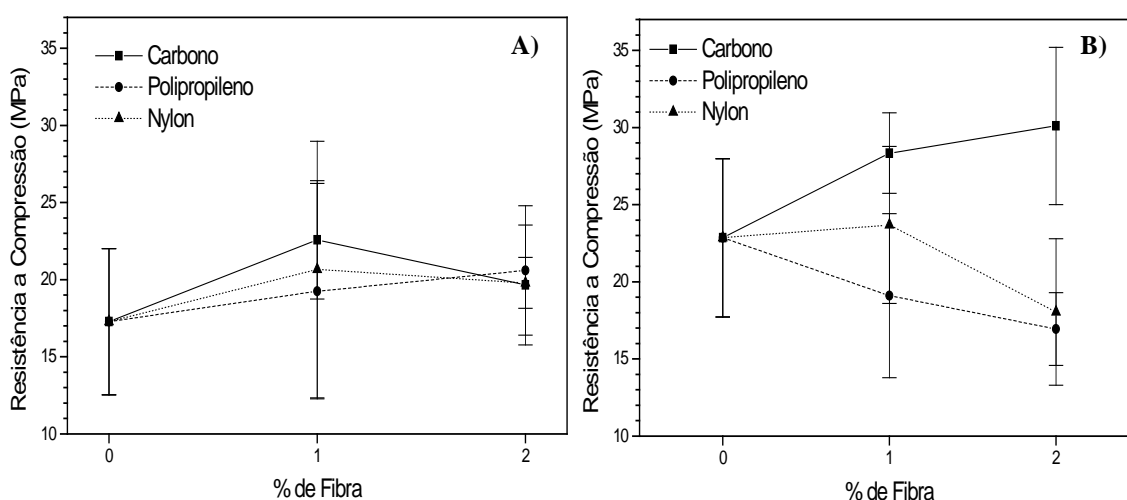 A)
Carbono
Polipropileno
Nylon
Resistência a Compressão (MPa)
35
30
25
20
15
10
0 1 2
% de Fibra
B)
Carbono
Polipropileno
Nylon
Resistência a Compressão (MPa)
35
30
25
20
15
10
0 1 2
% de Fibra